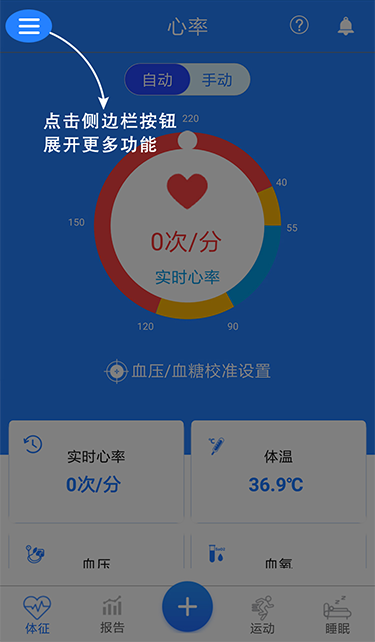 心率
自动
手动
点击侧边栏按钮
展开更多功能
220
40
55
150
120
90
0次/分
实时心率
血压/血糖校准设置
实时心率
0次/分
℃
体温
36.9℃
血压
血氧
体征
报告
运动
睡眠